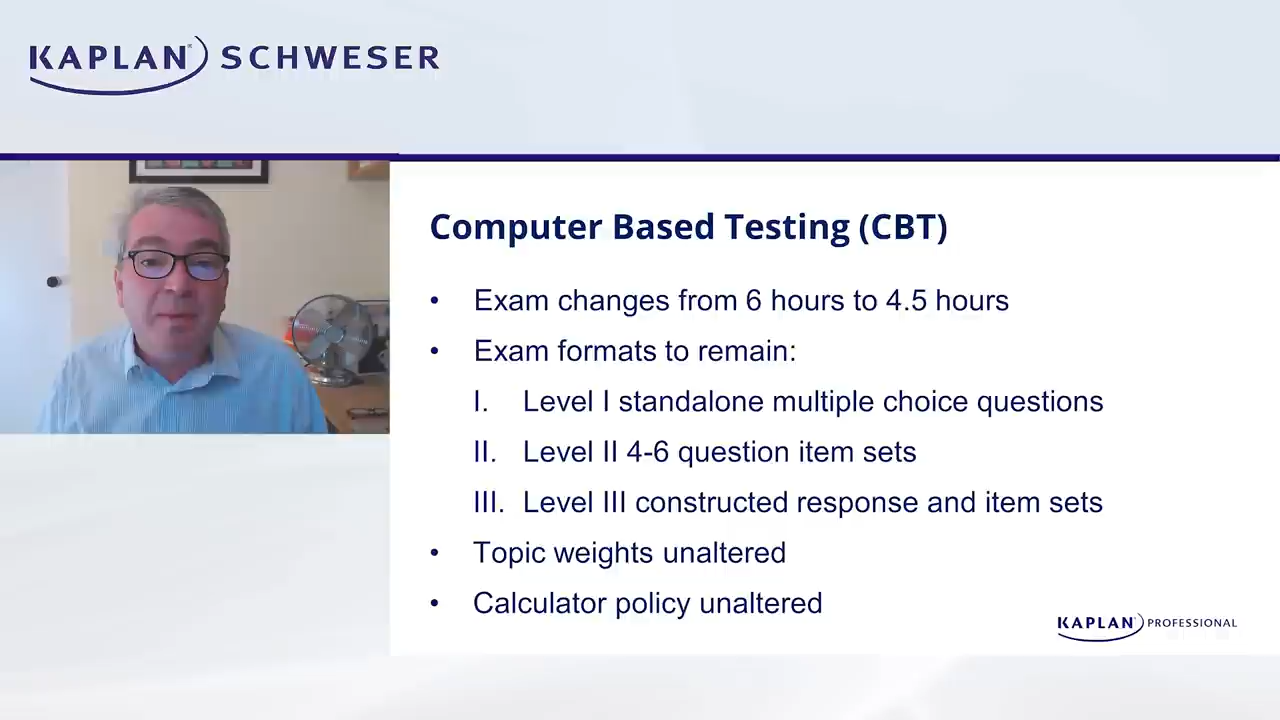 KAPLAN SCHWESER
Computer Based Testing (CBT)
• Exam changes from 6 hours to 4.5 hours
• Exam formats to remain:
I. Level I standalone multiple choice questions
II. Level II 4-6 question item sets
III. Level III constructed response and item sets
• Topic weights unaltered
• Calculator policy unaltered
KAPLAN PROFESSIONAL